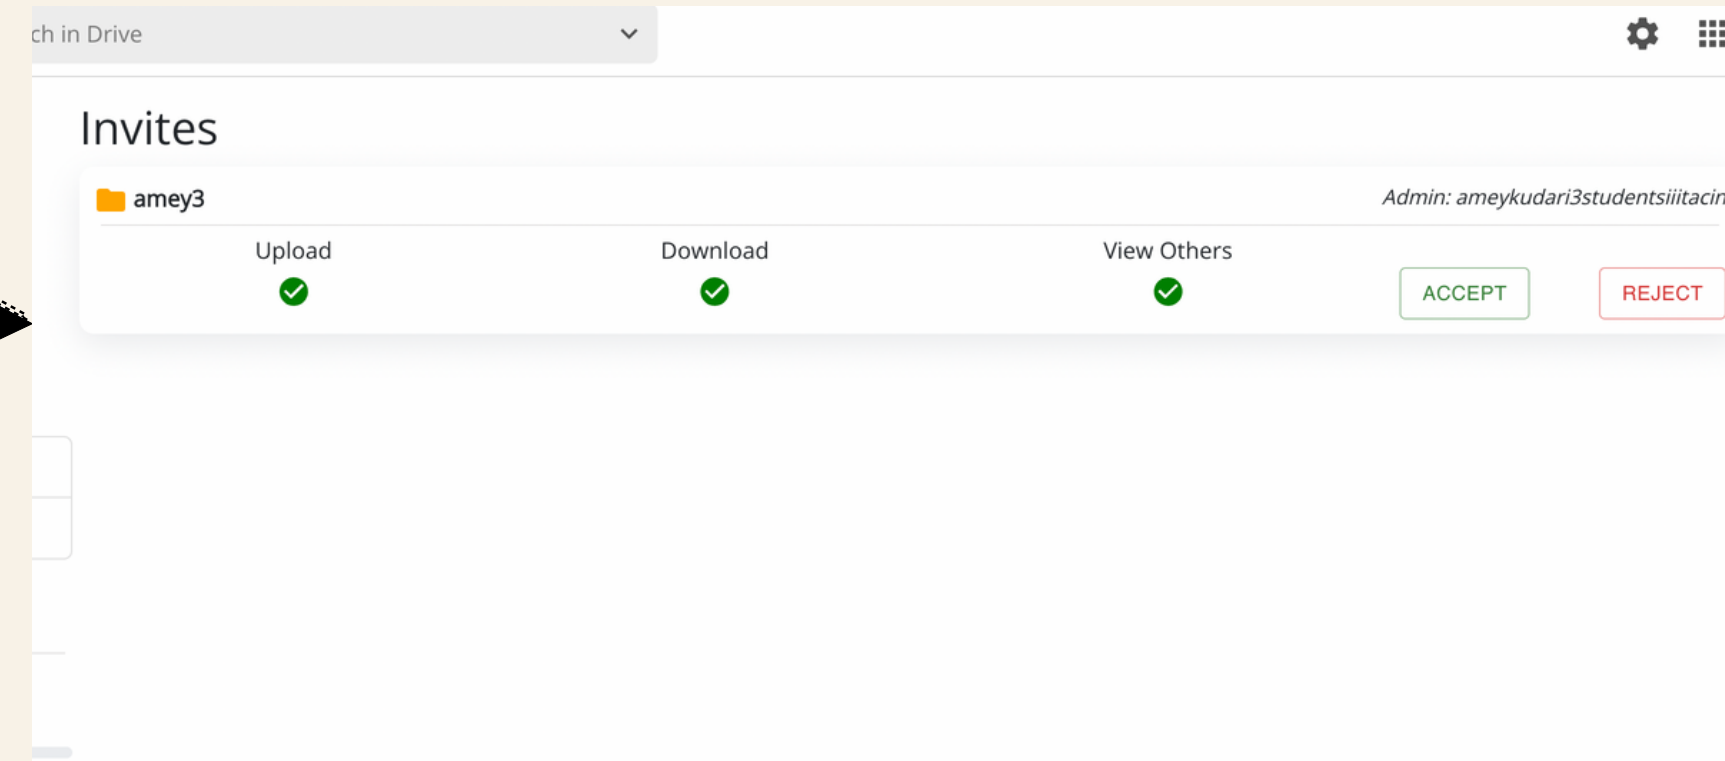 ch in Drive
Invites
amey3
Admin: ameykudari3studentsiiitacin
Upload Download View Others
ACCEPT REJECT